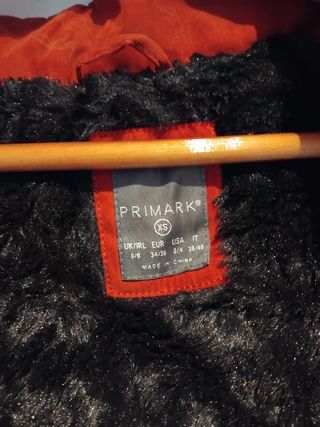 PRIMARK®
XS
UK/IRL EUR USA IT
6/8 34/36 2/4 38/40
MADE IN CHINA